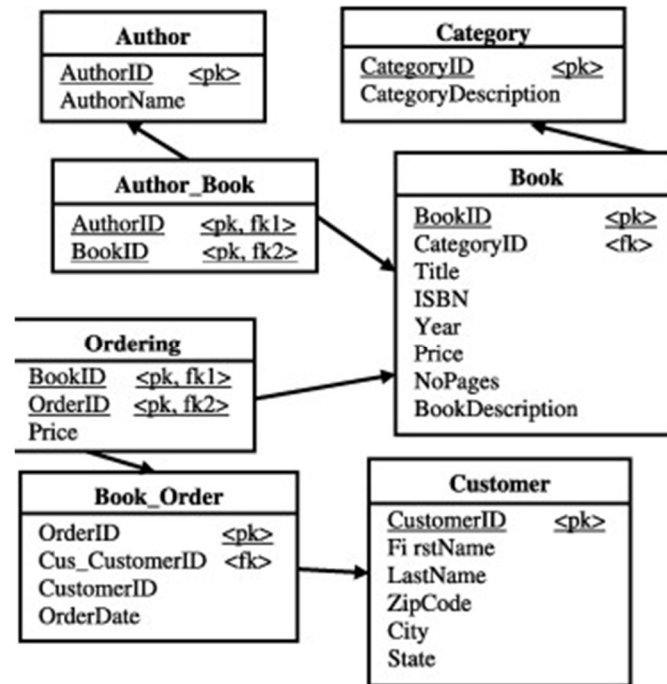 Author
AuthorID <pk>
AuthorName
Category
CategoryID <pk>
CategoryDescription
Author_Book
AuthorID <pk, fk1>
BookID <pk, fk2>
Book
BookID <pk>
CategoryID <fk>
Title
ISBN
Year
Price
NoPages
BookDescription
Ordering
BookID <pk, fk1>
OrderID <pk, fk2>
Price
Book_Order
OrderID <pk>
Cus_CustomerID <fk>
CustomerID
OrderDate
Customer
CustomerID <pk>
Fi rstName
LastName
ZipCode
City
State